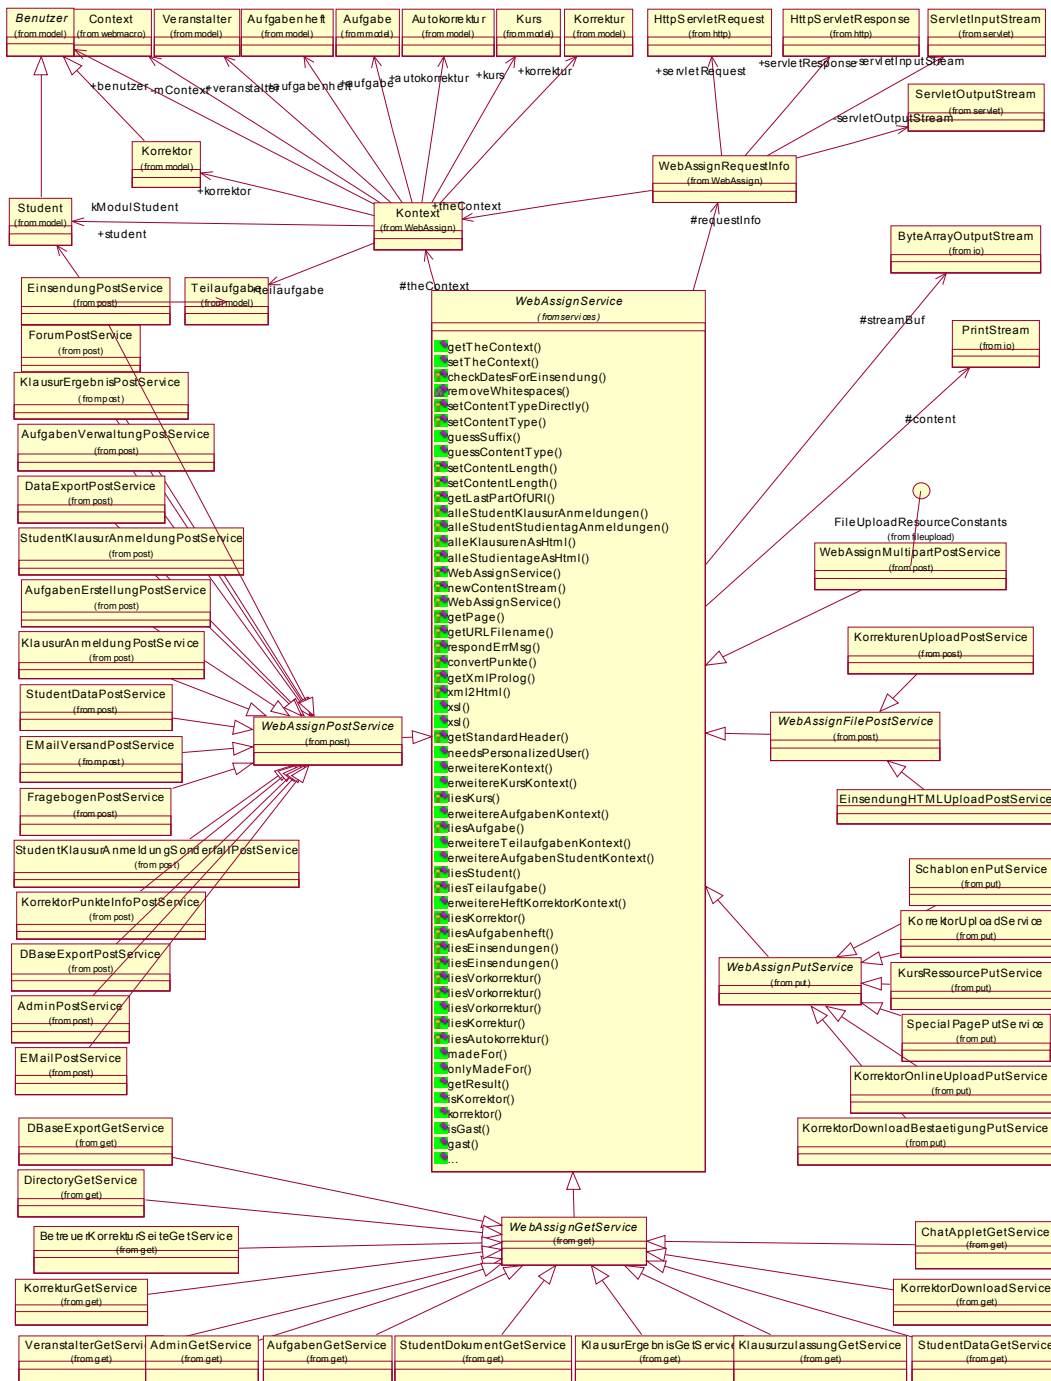 Benutzer
(from model)
Context
(from webmacro)
Veranstalter
(from model)
Aufgabenheft
(from model)
Aufgabe
(from model)
Autokorrektur
(from model)
Kurs
(from model)
Korrektur
(from model)
HttpServletRequest
(from http)
HttpServletResponse
(from http)
ServletInputStream
(from servlet)
+servletRequest
+servletResponse
-servletInputStream
+benutzer
-mContext
+veranstalter
+aufgabenheft
+aufgabe
+autokorrektur
+kurs
+korrektur
ServletOutputStream
(from servlet)
-servletOutputStream
Korrektor
(from model)
+korrektor
WebAssignRequestInfo
(from WebAssign)
Student
(from model)
kModulStudent
+student
Kontext
(from WebAssign)
+theContext
#requestInfo
ByteArrayOutputStream
(from io)
EinsendungPostService
(from post)
Teilaufgabe
(from model)
+teilaufgabe
#theContext
WebAssignService
(from services)
#streamBuf
PrintStream
(from io)
#content
getTheContext()
setTheContext()
checkDatesForEinsendung()
removeWhitespaces()
setContentTypeDirectly()
setContentType()
guessSuffix()
guessContentType()
setContentLength()
setContentLength()
getLastPartOfURI()
alleStudentKlausurAnmeldungen()
alleStudentStudientagAnmeldungen()
alleKlausurenAsHtml()
alleStudientageAsHtml()
WebAssignService()
newContentStream()
WebAssignService()
getPage()
getURLFilename()
respondErrMsg()
convertPunkte()
getXmlProlog()
xml2Html()
xsl()
xsl()
getStandardHeader()
needsPersonalizedUser()
erweitereKontext()
erweitereKursKontext()
liesKurs()
erweitereAufgabenKontext()
liesAufgabe()
erweitereTeilaufgabenKontext()
erweitereAufgabenStudentKontext()
liesStudent()
liesTeilaufgabe()
erweitereHeftKorrektorKontext()
liesKorrektor()
liesAufgabenheft()
liesEinsendungen()
liesEinsendungen()
liesVorkorrektur()
liesVorkorrektur()
liesVorkorrektur()
liesKorrektur()
liesAutokorrektur()
madeFor()
onlyMadeFor()
getResult()
isKorrektor()
korrektor()
isGast()
gast()
...
ForumPostService
(from post)
KlausurErgebnisPostService
(from post)
AufgabenVerwaltungPostService
(from post)
DataExportPostService
(from post)
StudentKlausurAnmeldungPostService
(from post)
AufgabenErstellungPostService
(from post)
KlausurAnmeldungPostService
(from post)
StudentDataPostService
(from post)
EMailVersandPostService
(from post)
FragebogenPostService
(from post)
StudentKlausurAnmeldungSonderfallPostService
(from post)
KorrektorPunkteInfoPostService
(from post)
DBaseExportPostService
(from post)
AdminPostService
(from post)
EMailPostService
(from post)
WebAssignPostService
(from post)
FileUploadResourceConstants
(from fileupload)
WebAssignMultipartPostService
(from post)
KorrekturenUploadPostService
(from post)
WebAssignFilePostService
(from post)
EinsendungHTMLUploadPostService
(from post)
SchablonenPutService
(from put)
KorrektorUploadService
(from put)
WebAssignPutService
(from put)
KursRessourcePutService
(from put)
SpecialPagePutService
(from put)
KorrektorOnlineUploadPutService
(from put)
KorrektorDownloadBestaetigungPutService
(from put)
DBaseExportGetService
(from get)
DirectoryGetService
(from get)
BetreuerKorrekturSeiteGetService
(from get)
KorrekturGetService
(from get)
WebAssignGetService
(from get)
ChatAppletGetService
(from get)
KorrektorDownloadService
(from get)
VeranstalterGetServic
(from get)
AdminGetService
(from get)
AufgabenGetService
(from get)
StudentDokumentGetService
(from get)
KlausurErgebnisGetService
(from get)
KlausurzulassungGetService
(from get)
StudentDataGetService
(from get)